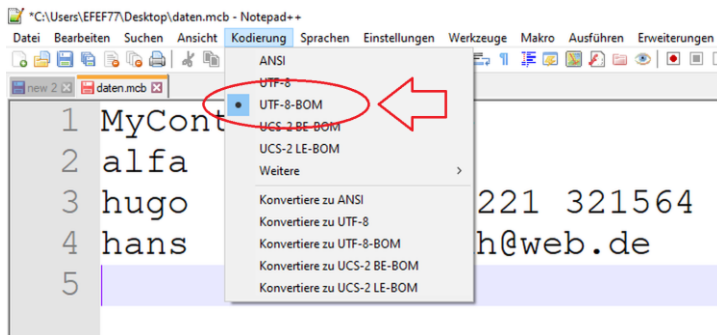 *C:\Users\EFEF77\Desktop\daten.mcb - Notepad++
Datei Bearbeiten Suchen Ansicht Kodierung Sprachen Einstellungen Werkzeuge Makro Ausführen Erweiterungen
new 2 daten.mcb
ANSI
UTF-8
UTF-8-BOM
UCS-2 BE-BOM
UCS-2 LE-BOM
Weitere
Konvertiere zu ANSI
Konvertiere zu UTF-8
Konvertiere zu UTF-8-BOM
Konvertiere zu UCS-2 BE-BOM
Konvertiere zu UCS-2 LE-BOM
1 MyCont
2 alfa
3 hugo 221 321564
4 hans h@web.de
5